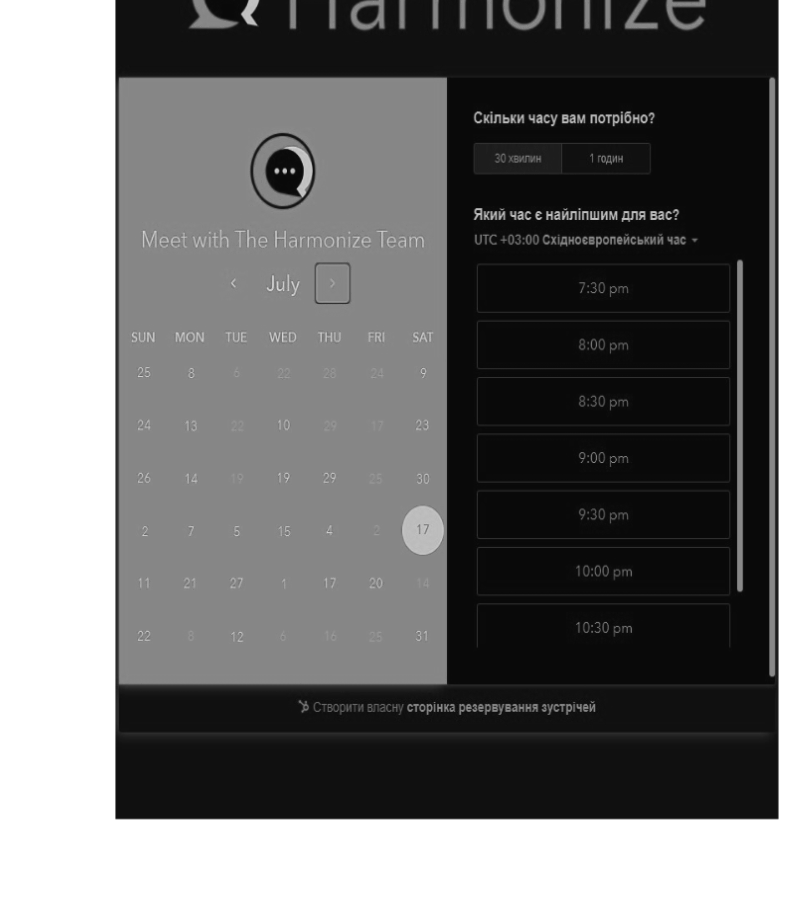 Harmonize
Meet with The Harmonize Team
July
SUN MON TUE WED THU FRI SAT
25 8 6 22 28 24 9
24 13 22 10 29 17 23
26 14 19 19 29 25 30
2 7 5 15 4 2 17
11 21 27 1 17 20 14
22 8 12 6 16 25 31
Скільки часу вам потрібно?
30 хвилин 1 годин
Який час є найліпшим для вас?
UTC +03:00 Східноєвропейський час
7:30 pm
8:00 pm
8:30 pm
9:00 pm
9:30 pm
10:00 pm
10:30 pm
Створити власну сторінка резервування зустрічей